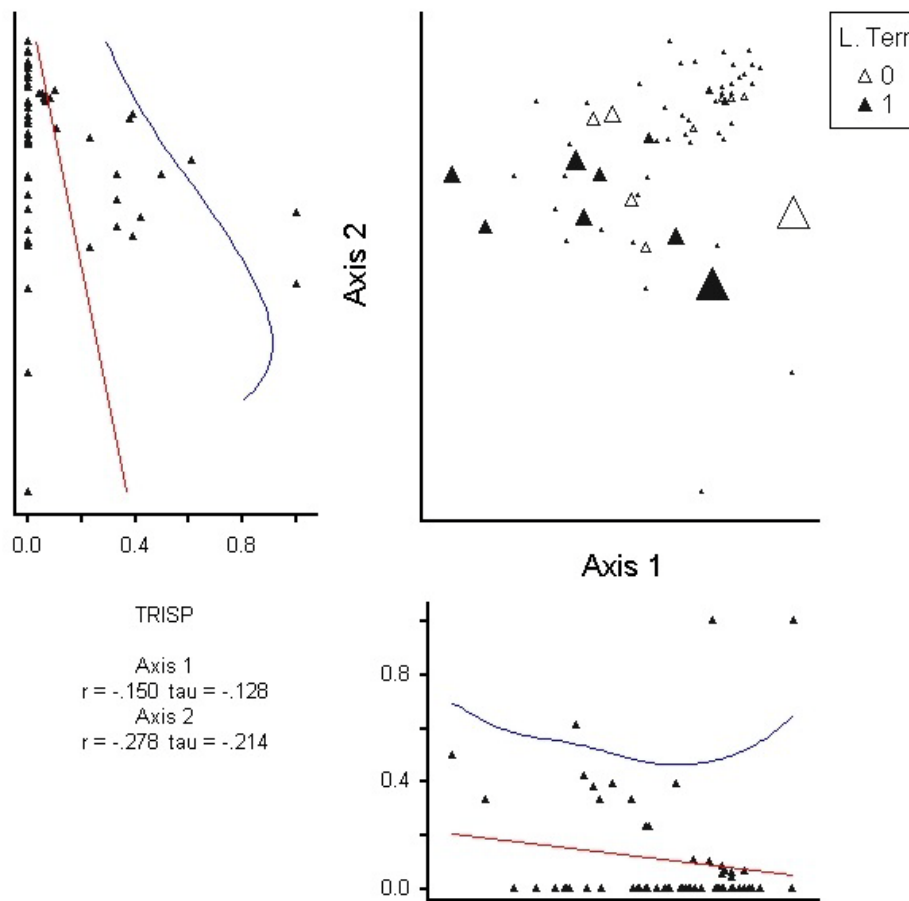 L. Terr
0
1
Axis 2
0.0 0.4 0.8
Axis 1
TRISP
Axis 1
r = -.150 tau = -.128
Axis 2
r = -.278 tau = -.214
0.8
0.4
0.0